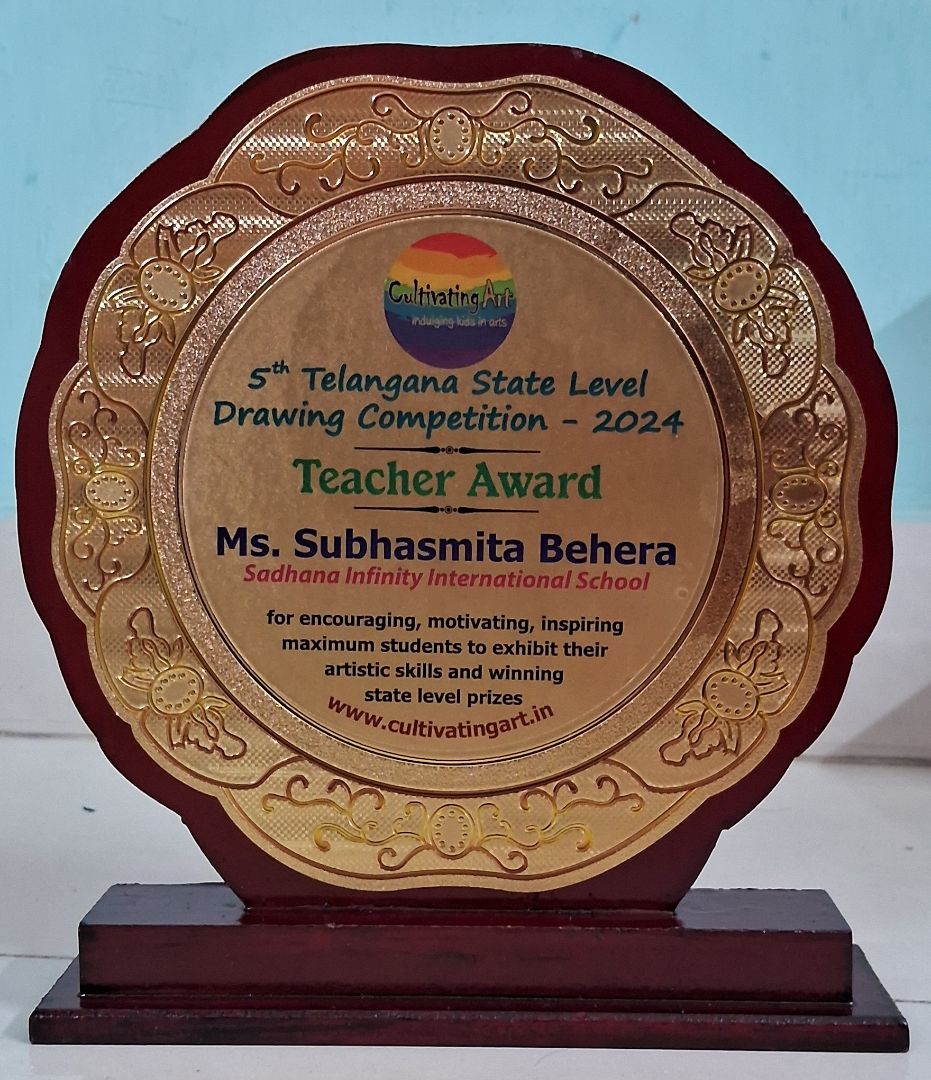 Cultivating Art
indulging kids in arts
5th Telangana State Level
Drawing Competition - 2024
Teacher Award
Ms. Subhasmita Behera
Sadhana Infinity International School
for encouraging, motivating, inspiring
maximum students to exhibit their
artistic skills and winning
state level prizes
www.cultivatingart.in